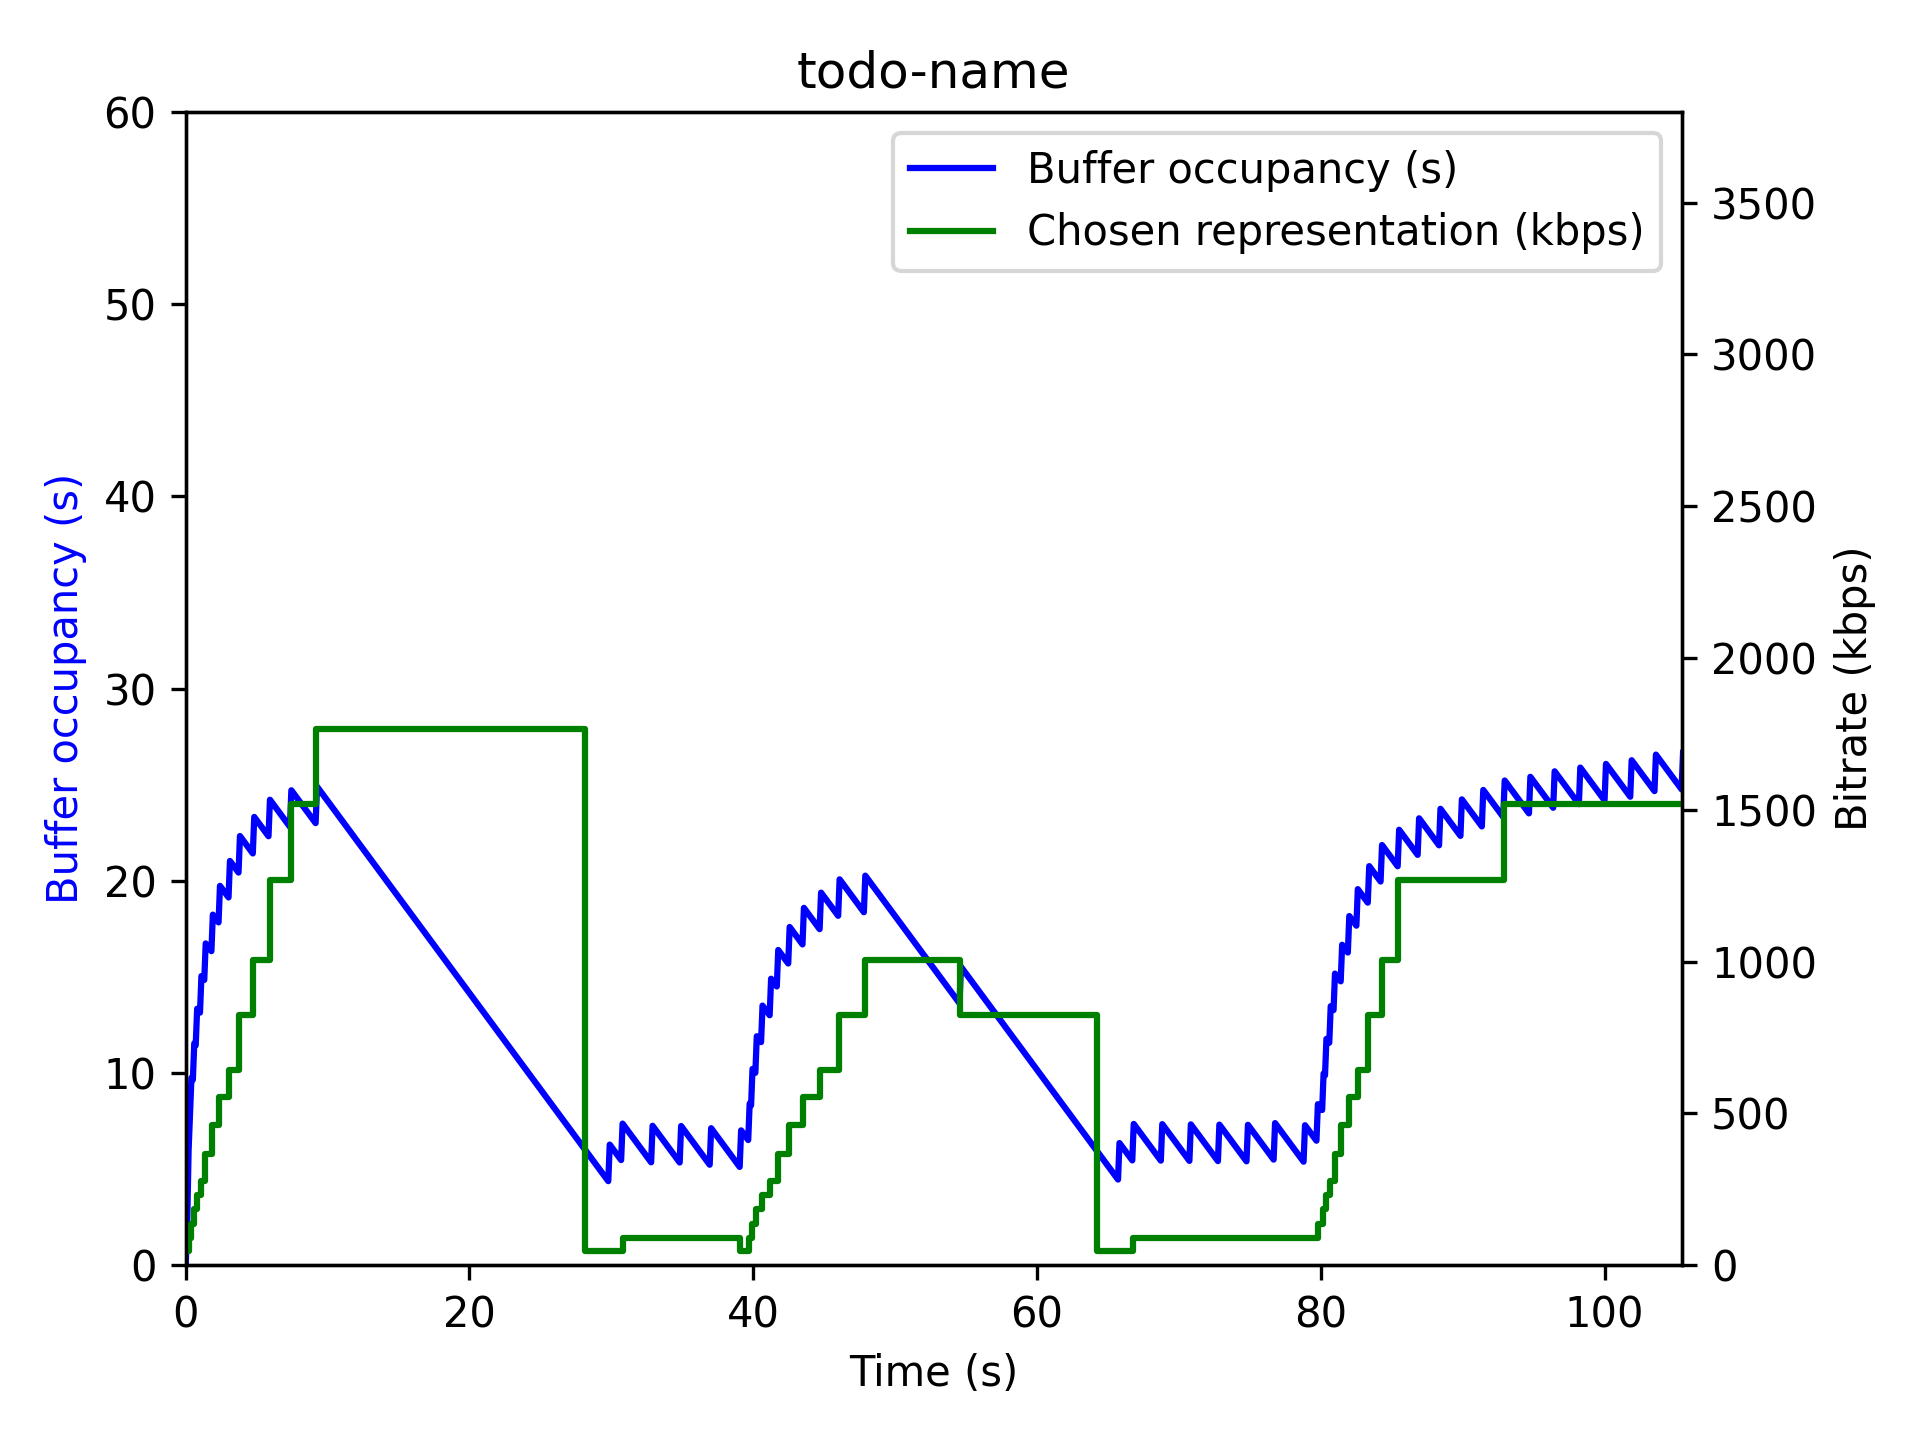 todo-name
Buffer occupancy (s)
Chosen representation (kbps)
60
50
40
30
20
10
0
Buffer occupancy (s)
3500
3000
2500
2000
1500
1000
500
0
Bitrate (kbps)
0 20 40 60 80 100
Time (s)